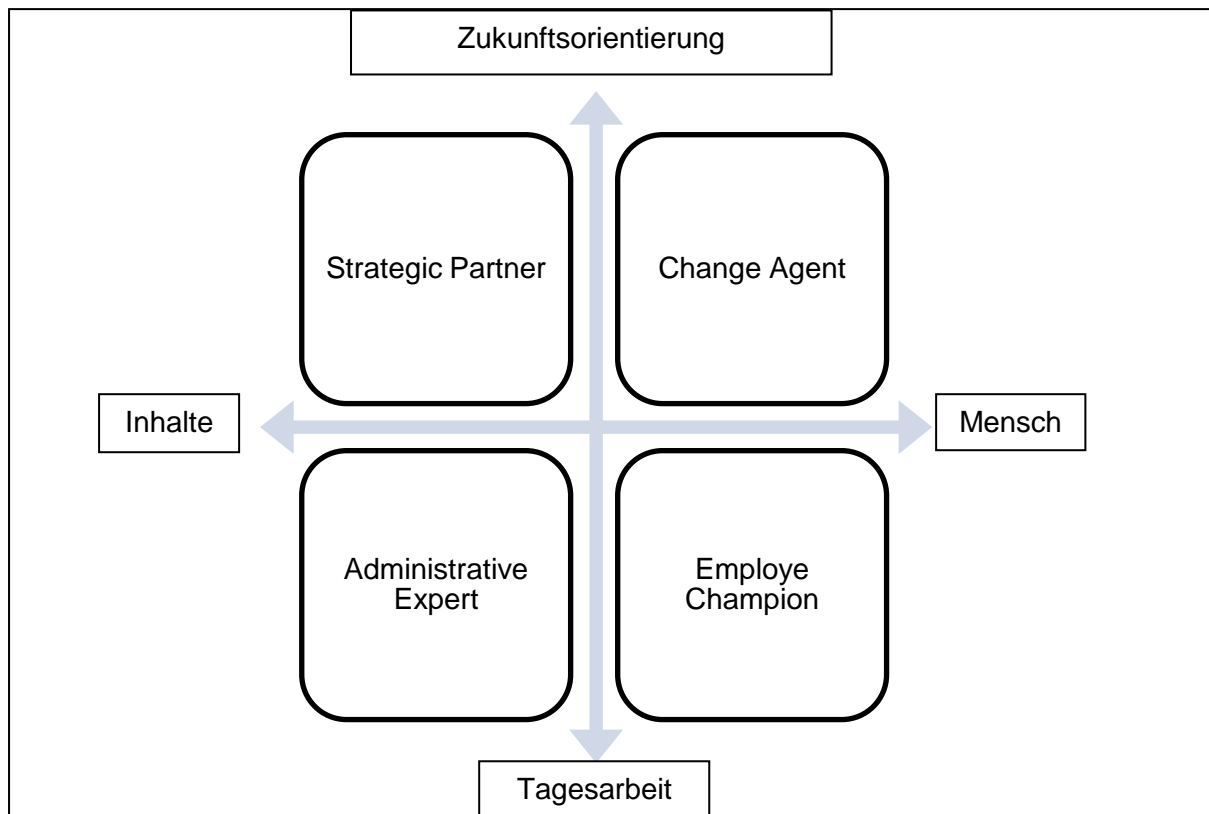 Zukunftsorientierung
Strategic Partner
Change Agent
Inhalte
Mensch
Administrative
Expert
Employe
Champion
Tagesarbeit